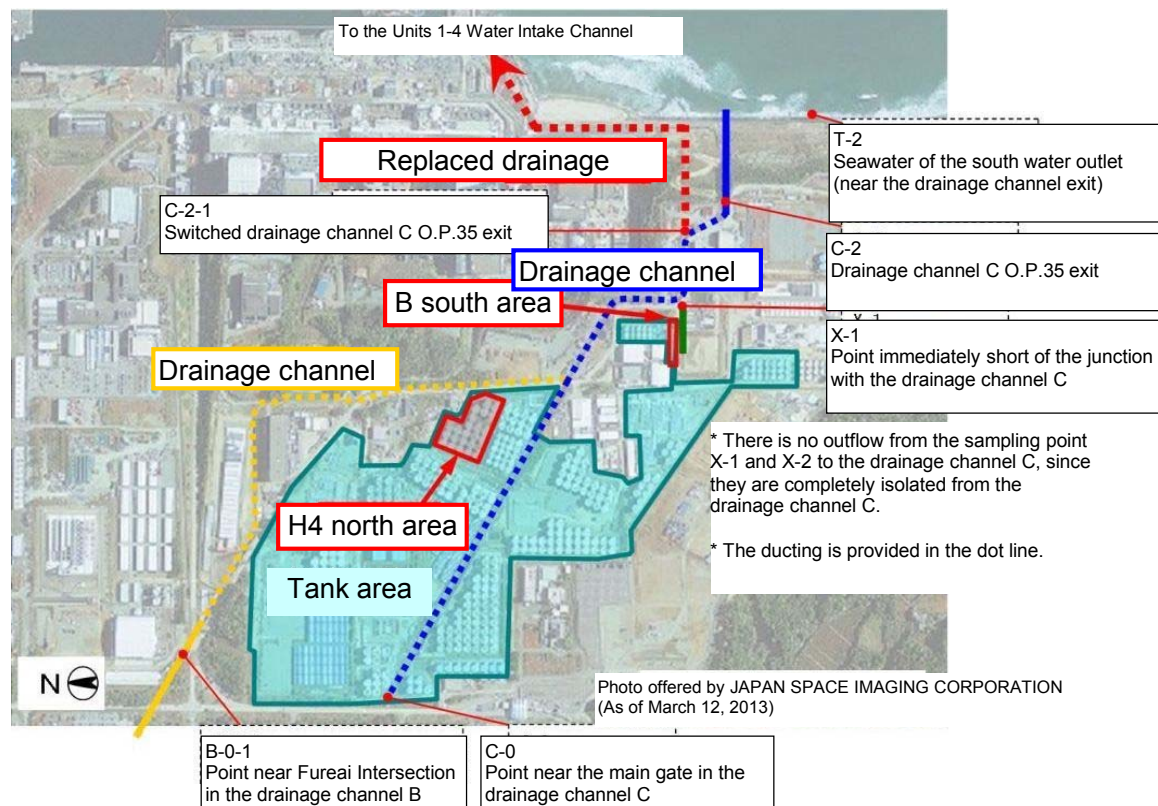 To the Units 1-4 Water Intake Channel
Replaced drainage
T-2
Seawater of the south water outlet
(near the drainage channel exit)
C-2-1
Switched drainage channel C O.P.35 exit
C-2
Drainage channel C O.P.35 exit
Drainage channel
B south area
X-1
X-1
Point immediately short of the junction
with the drainage channel C
Drainage channel
* There is no outflow from the sampling point
X-1 and X-2 to the drainage channel C, since
they are completely isolated from the
drainage channel C.
* The ducting is provided in the dot line.
H4 north area
Tank area
N
Photo offered by JAPAN SPACE IMAGING CORPORATION
(As of March 12, 2013)
B-0-1
Point near Fureai Intersection
in the drainage channel B
C-0
Point near the main gate in the
drainage channel C